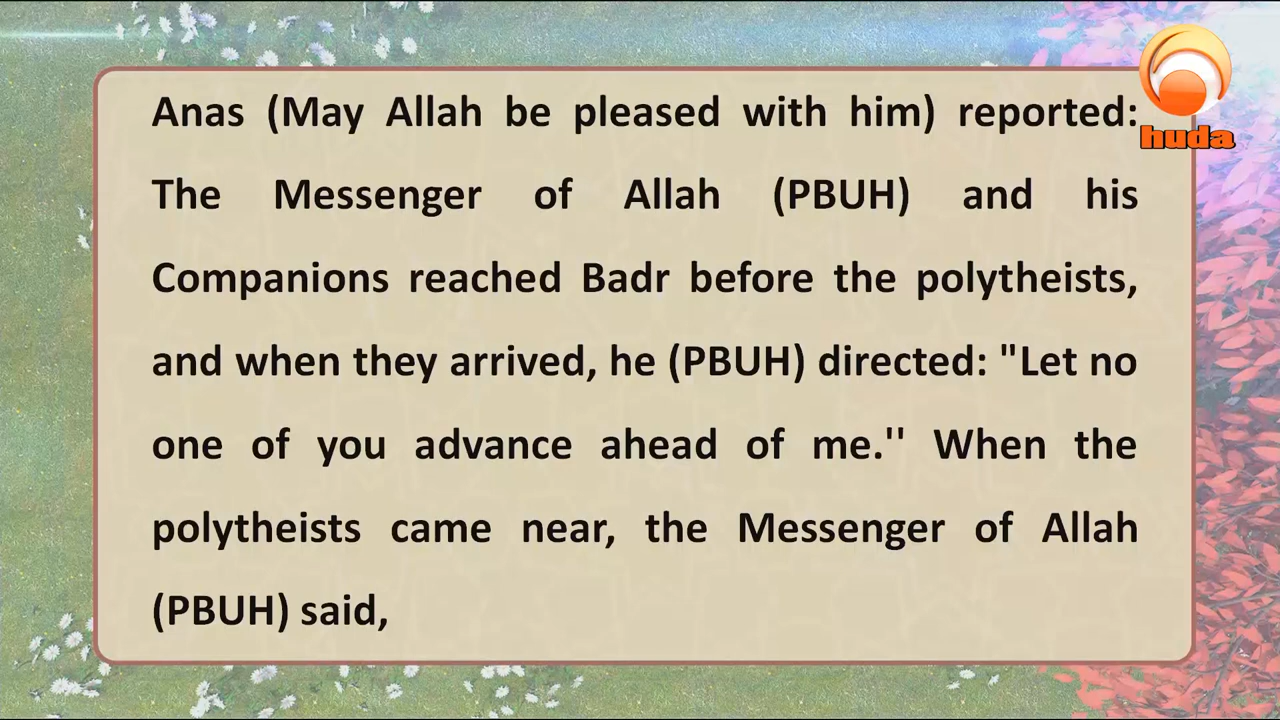 huda
Anas (May Allah be pleased with him) reported:
The Messenger of Allah (PBUH) and his
Companions reached Badr before the polytheists,
and when they arrived, he (PBUH) directed: "Let no
one of you advance ahead of me.'' When the
polytheists came near, the Messenger of Allah
(PBUH) said,